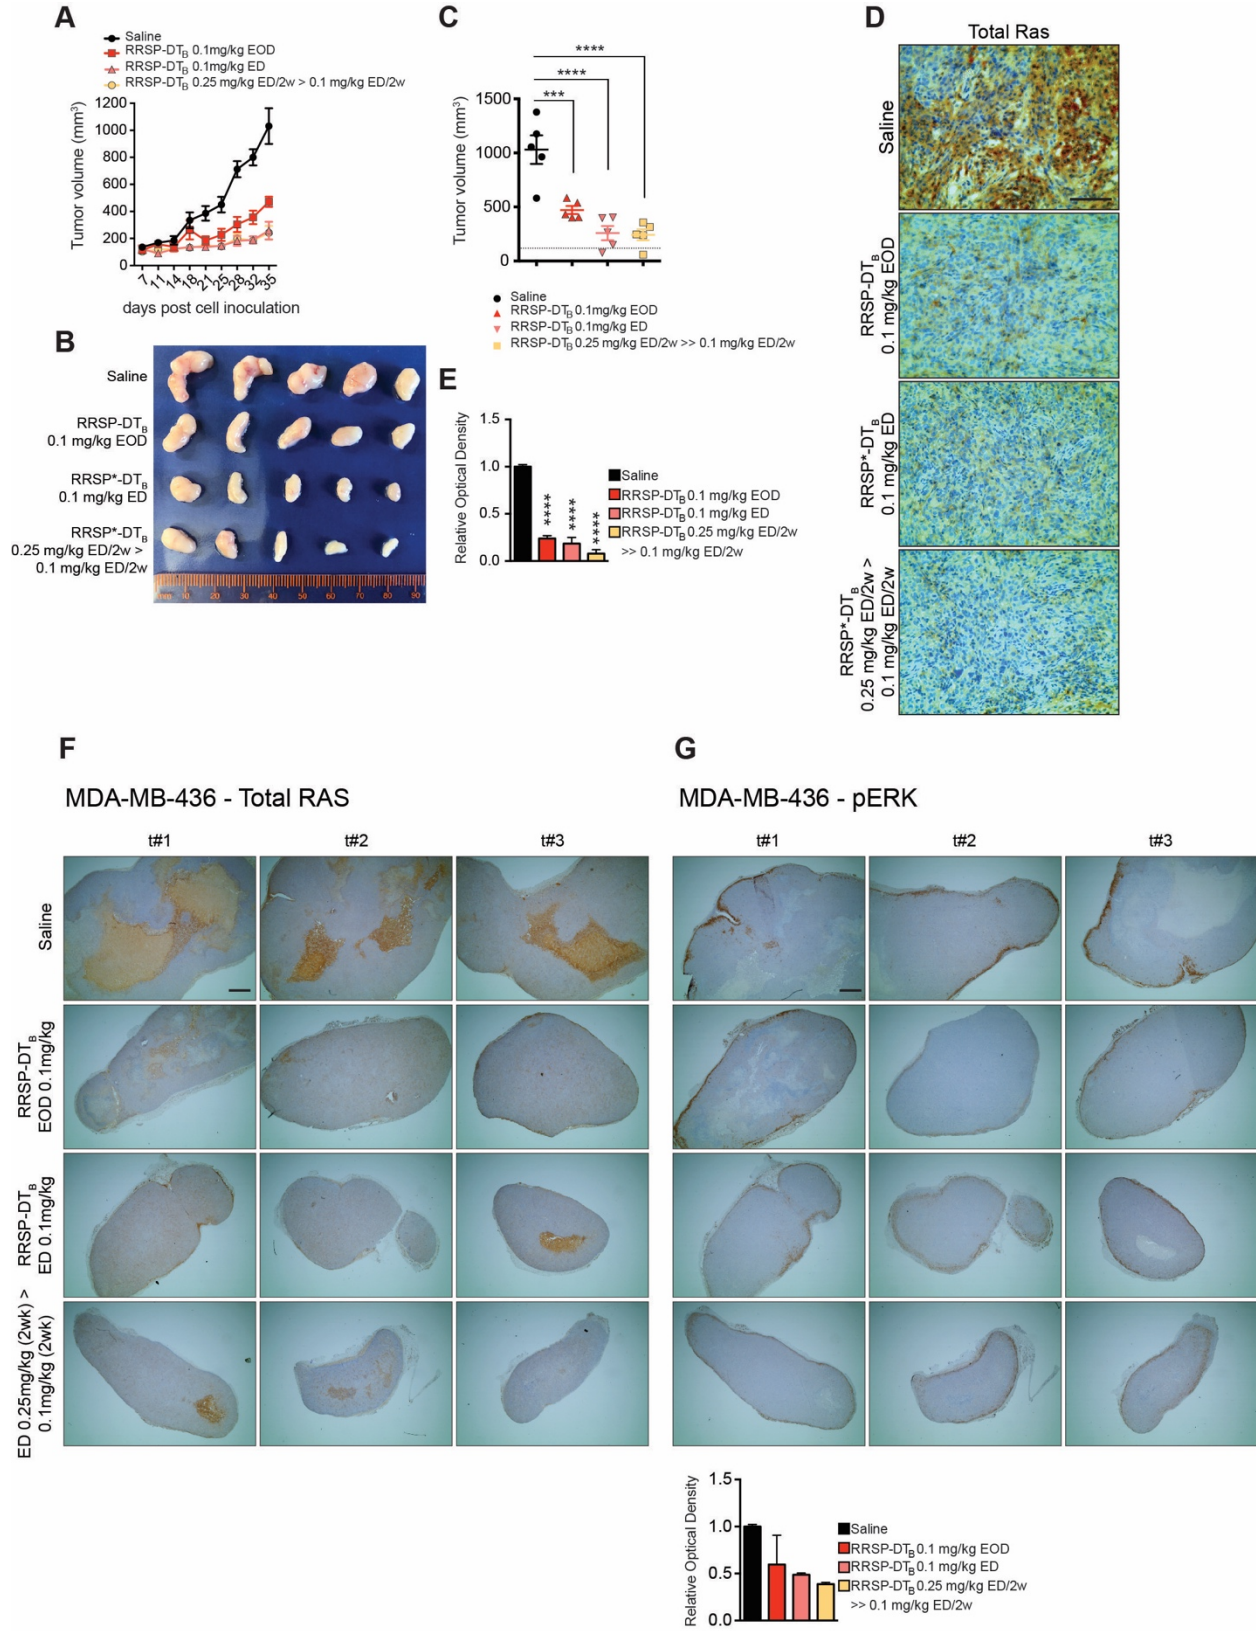 A
Saline
RRSP-DTB 0.1mg/kg EOD
RRSP-DTB 0.1mg/kg ED
RRSP-DTB 0.25 mg/kg ED/2w > 0.1 mg/kg ED/2w
Tumor volume (mm3)
1200
1000
800
600
400
200
0
7
11
14
18
21
25
28
32
35
days post cell inoculation
B
Saline
RRSP-DTB
0.1 mg/kg EOD
RRSP*-DTB
0.1 mg/kg ED
RRSP*-DTB
0.25 mg/kg ED/2w >
0.1 mg/kg ED/2w
10 20 30 40 50 60 70 80 90
C
****
****
***
Tumor volume (mm3)
1500
1000
500
0
Saline
RRSP-DTB 0.1mg/kg EOD
RRSP-DTB 0.1mg/kg ED
RRSP-DTB 0.25 mg/kg ED/2w >> 0.1 mg/kg ED/2w
D
Total Ras
Saline
RRSP-DTB
0.1 mg/kg EOD
RRSP*-DTB
0.1 mg/kg ED
RRSP*-DTB
0.25 mg/kg ED/2w >
0.1 mg/kg ED/2w
E
Relative Optical Density
1.5
1.0
0.5
0.0
****
****
****
Saline
RRSP-DTB 0.1 mg/kg EOD
RRSP-DTB 0.1 mg/kg ED
RRSP-DTB 0.25 mg/kg ED/2w
>> 0.1 mg/kg ED/2w
F
MDA-MB-436 - Total RAS
t#1 t#2 t#3
Saline
RRSP-DTB
EOD 0.1mg/kg
RRSP-DTB
ED 0.1mg/kg
ED 0.25mg/kg (2wk) >
0.1mg/kg (2wk)
G
MDA-MB-436 - pERK
t#1 t#2 t#3
Relative Optical Density
1.5
1.0
0.5
0.0
Saline
RRSP-DTB 0.1 mg/kg EOD
RRSP-DTB 0.1 mg/kg ED
RRSP-DTB 0.25 mg/kg ED/2w
>> 0.1 mg/kg ED/2w